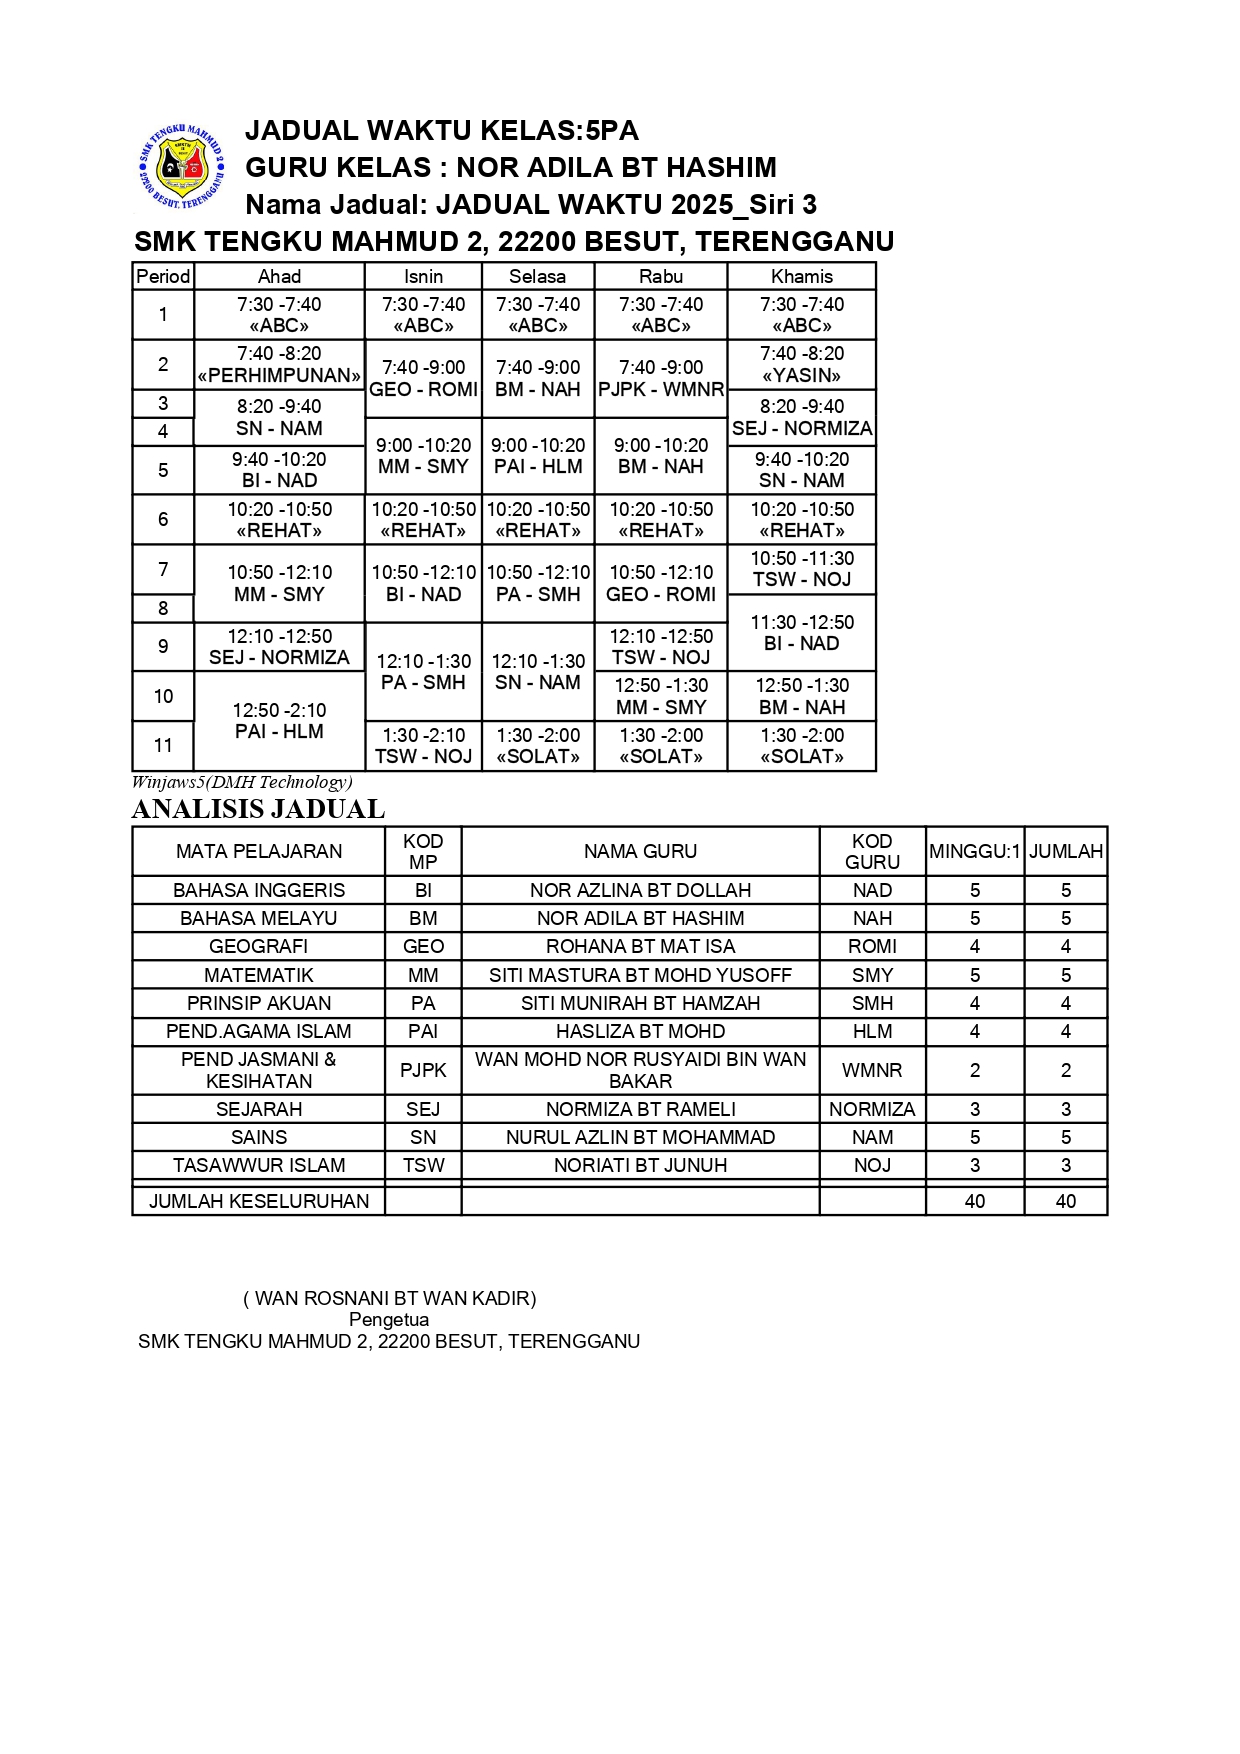 SMK TENGKU MAHMUD 2
22200 BESUT, TERENGGANU
JADUAL WAKTU KELAS:5PA
GURU KELAS : NOR ADILA BT HASHIM
Nama Jadual: JADUAL WAKTU 2025_Siri 3
SMK TENGKU MAHMUD 2, 22200 BESUT, TERENGGANU
Period Ahad Isnin Selasa Rabu Khamis
1
7:30 -7:40 7:30 -7:40 7:30 -7:40 7:30 -7:40 7:30 -7:40
«ABC» «ABC» «ABC» «ABC» «ABC»
2
7:40 -8:20
«PERHIMPUNAN»
7:40 -9:00 7:40 -9:00 7:40 -9:00
GEO - ROMI BM - NAH PJPK - WMNR
7:40 -8:20
«YASIN»
3
4
8:20 -9:40
SN - NAM
8:20 -9:40
SEJ - NORMIZA
9:00 -10:20 9:00 -10:20 9:00 -10:20
MM - SMY PAI - HLM BM - NAH
5
9:40 -10:20
BI - NAD
9:40 -10:20
SN - NAM
6
10:20 -10:50 10:20 -10:50 10:20 -10:50 10:20 -10:50 10:20 -10:50
«REHAT» «REHAT» «REHAT» «REHAT» «REHAT»
7
8
10:50 -12:10 10:50 -12:10 10:50 -12:10 10:50 -12:10
MM - SMY BI - NAD PA - SMH GEO - ROMI
10:50 -11:30
TSW - NOJ
11:30 -12:50
BI - NAD
9
12:10 -12:50
SEJ - NORMIZA
12:10 -1:30 12:10 -1:30
PA - SMH SN - NAM
12:10 -12:50
TSW - NOJ
10
12:50 -2:10
PAI - HLM
12:50 -1:30 12:50 -1:30
MM - SMY BM - NAH
11
1:30 -2:10 1:30 -2:00 1:30 -2:00 1:30 -2:00
TSW - NOJ «SOLAT» «SOLAT» «SOLAT»
Winjaws5(DMH Technology)
ANALISIS JADUAL
MATA PELAJARAN KOD MP NAMA GURU KOD GURU MINGGU:1 JUMLAH
BAHASA INGGERIS BI NOR AZLINA BT DOLLAH NAD 5 5
BAHASA MELAYU BM NOR ADILA BT HASHIM NAH 5 5
GEOGRAFI GEO ROHANA BT MAT ISA ROMI 4 4
MATEMATIK MM SITI MASTURA BT MOHD YUSOFF SMY 5 5
PRINSIP AKUAN PA SITI MUNIRAH BT HAMZAH SMH 4 4
PEND.AGAMA ISLAM PAI HASLIZA BT MOHD HLM 4 4
PEND JASMANI & KESIHATAN PJPK WAN MOHD NOR RUSYAIDI BIN WAN BAKAR WMNR 2 2
SEJARAH SEJ NORMIZA BT RAMELI NORMIZA 3 3
SAINS SN NURUL AZLIN BT MOHAMMAD NAM 5 5
TASAWWUR ISLAM TSW NORIATI BT JUNUH NOJ 3 3
JUMLAH KESELURUHAN 40 40
( WAN ROSNANI BT WAN KADIR)
Pengetua
SMK TENGKU MAHMUD 2, 22200 BESUT, TERENGGANU